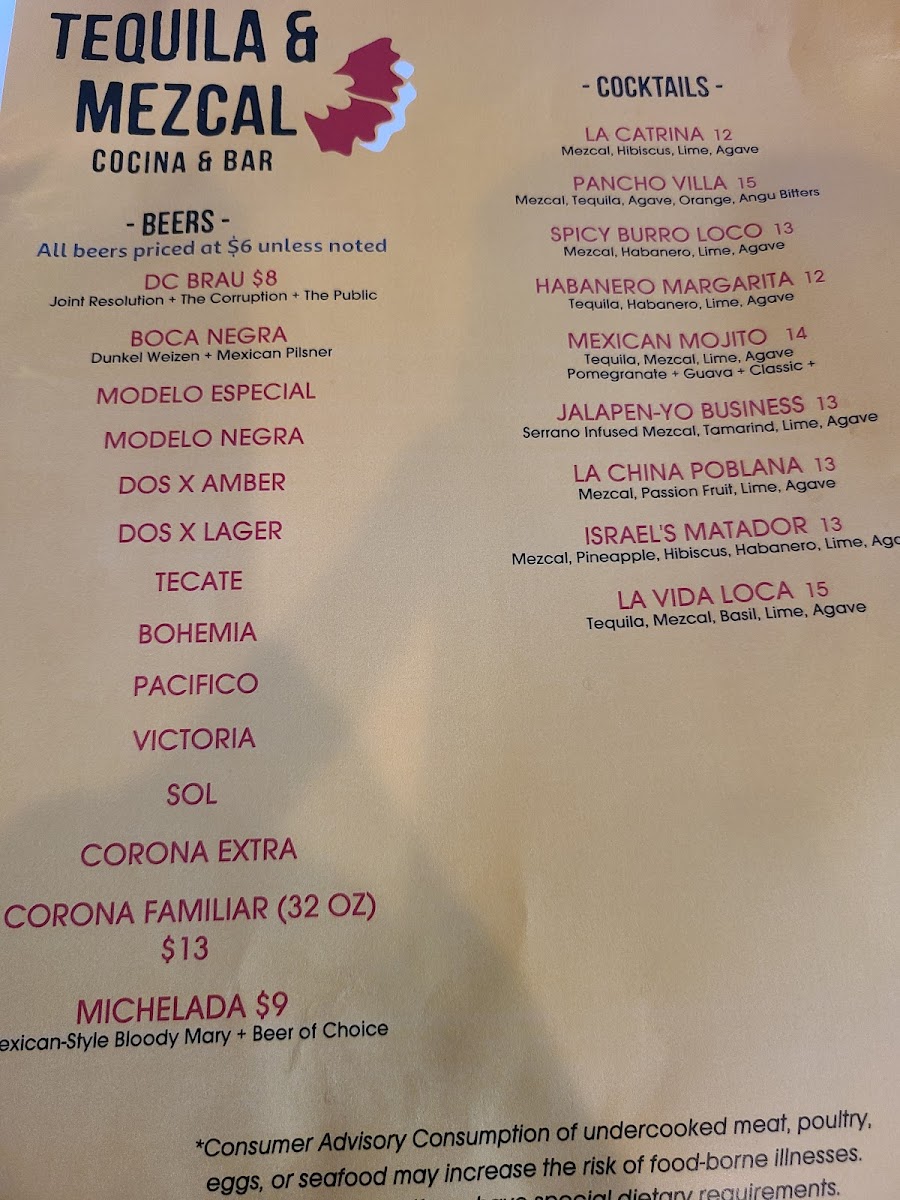 TEQUILA &
MEZCAL
COCINA & BAR
- BEERS -
All beers priced at $6 unless noted
DC BRAU $8
Joint Resolution + The Corruption + The Public
BOCA NEGRA
Dunkel Weizen + Mexican Pilsner
MODELO ESPECIAL
MODELO NEGRA
DOS X AMBER
DOS X LAGER
TECATE
BOHEMIA
PACIFICO
VICTORIA
SOL
CORONA EXTRA
CORONA FAMILIAR (32 OZ)
$13
MICHELADA $9
exican-Style Bloody Mary + Beer of Choice
- COCKTAILS -
LA CATRINA 12
Mezcal, Hibiscus, Lime, Agave
PANCHO VILLA 15
Mezcal, Tequila, Agave, Orange, Angu Bitters
SPICY BURRO LOCO 13
Mezcal, Habanero, Lime, Agave
HABANERO MARGARITA 12
Tequila, Habanero, Lime, Agave
MEXICAN MOJITO 14
Tequila, Mezcal, Lime, Agave
Pomegranate + Guava + Classic +
JALAPEN-YO BUSINESS 13
Serrano Infused Mezcal, Tamarind, Lime, Agave
LA CHINA POBLANA 13
Mezcal, Passion Fruit, Lime, Agave
ISRAEL'S MATADOR 13
Mezcal, Pineapple, Hibiscus, Habanero, Lime, Aga
LA VIDA LOCA 15
Tequila, Mezcal, Basil, Lime, Agave
*Consumer Advisory Consumption of undercooked meat, poultry,
eggs, or seafood may increase the risk of food-borne illnesses.
have special dietary requirements.